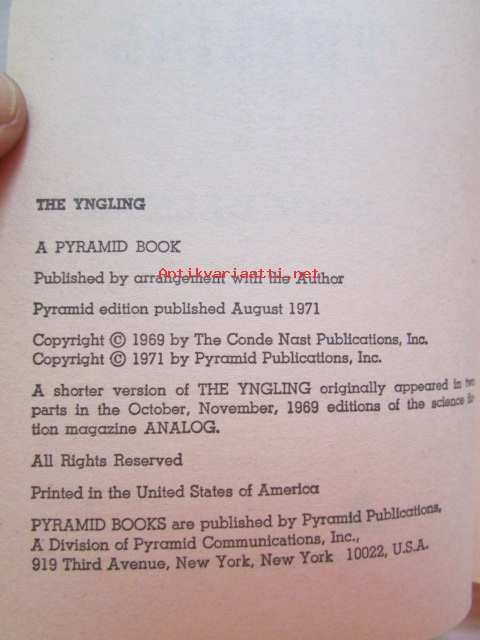 THE YNGLING
A PYRAMID BOOK
Published by arrangement with the Author
Antikvariaatti.net
Pyramid edition published August 1971
Copyright © 1969 by The Conde Nast Publications, Inc.
Copyright © 1971 by Pyramid Publications, Inc.
A shorter version of THE YNGLING originally appeared in two
parts in the October, November, 1969 editions of the science fic-
tion magazine ANALOG.
All Rights Reserved
Printed in the United States of America
PYRAMID BOOKS are published by Pyramid Publications,
A Division of Pyramid Communications, Inc.,
919 Third Avenue, New York, New York 10022, U.S.A.